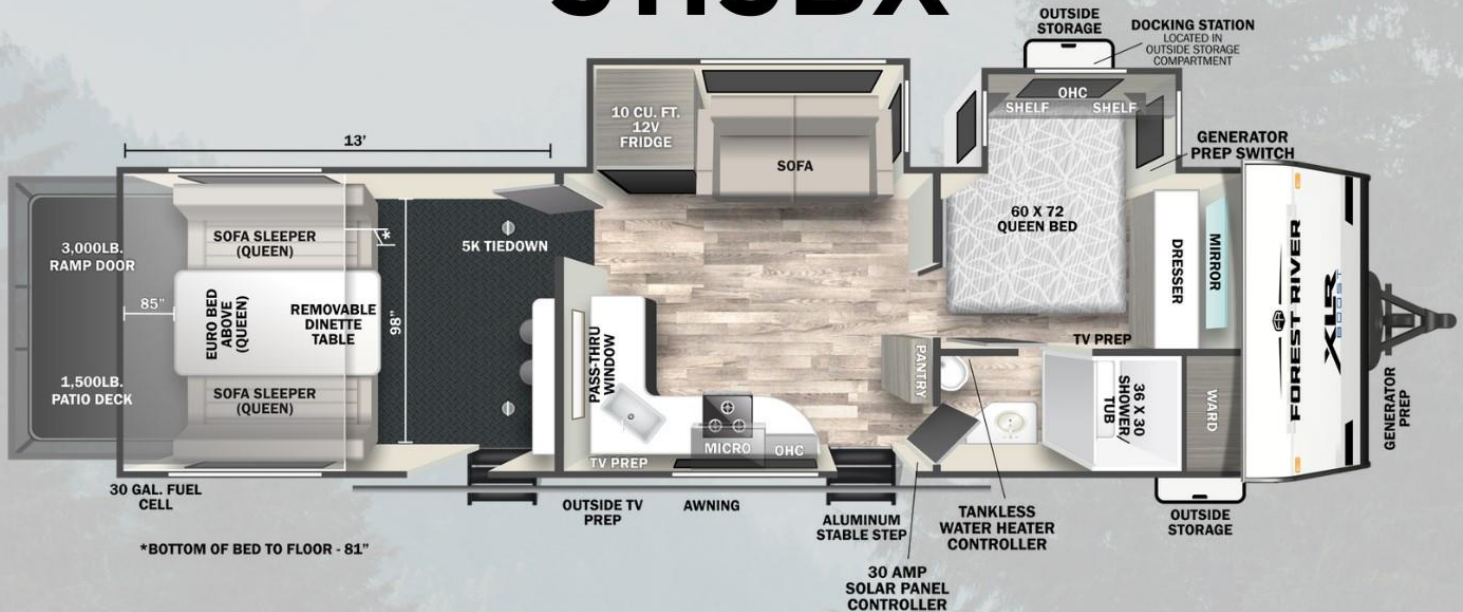 OUTSIDE
STORAGE
DOCKING STATION
LOCATED IN
OUTSIDE STORAGE
COMPARTMENT
13'
10 CU. FT.
12V
FRIDGE
SOFA
OHC
SHELF
SHELF
GENERATOR
PREP SWITCH
3,000LB.
RAMP DOOR
1,500LB.
PATIO DECK
85"
SOFA SLEEPER
(QUEEN)
*
EURO BED
ABOVE
(QUEEN)
REMOVABLE
DINETTE
TABLE
98"
SOFA SLEEPER
(QUEEN)
5K TIEDOWN
PASS-THRU
WINDOW
60 X 72
QUEEN BED
DRESSER
MIRROR
TV PREP
PANTRY
36 X 30
SHOWER/
TUB
WARD
MICRO
OHC
TV PREP
FOREST RIVER
XLR
BOOST
GENERATOR
PREP
30 GAL. FUEL
CELL
OUTSIDE TV
PREP
AWNING
ALUMINUM
STABLE STEP
TANKLESS
WATER HEATER
CONTROLLER
OUTSIDE
STORAGE
*BOTTOM OF BED TO FLOOR - 81"
30 AMP
SOLAR PANEL
CONTROLLER